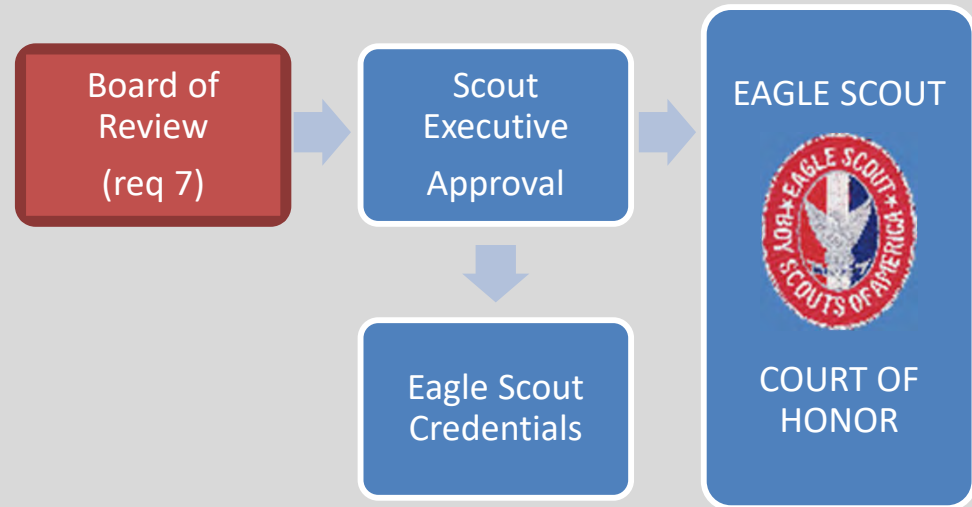 Board of
Review
(req 7)
Scout
Executive
Approval
EAGLE SCOUT
EAGLE SCOUT
BOY SCOUTS OF AMERICA
COURT OF
HONOR
Eagle Scout
Credentials